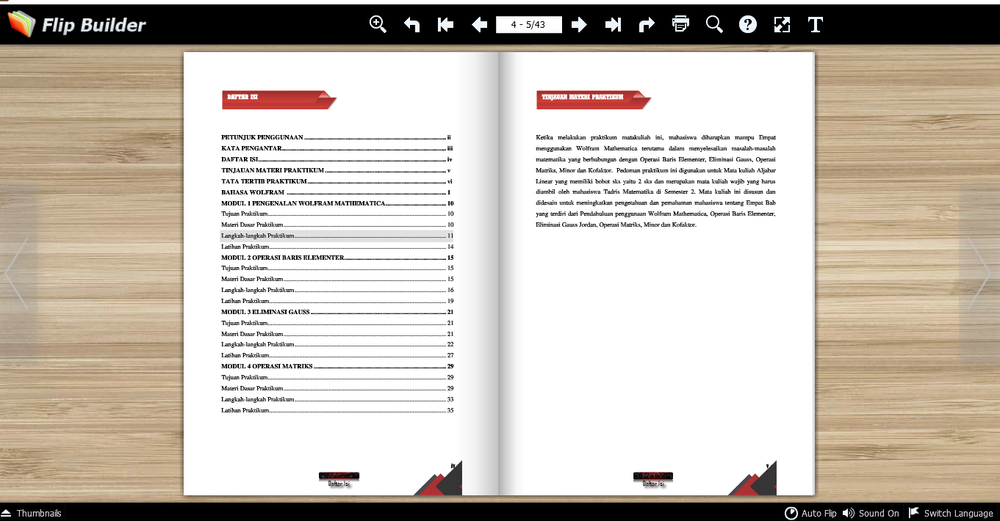 Flip Builder
4 - 5/43
T
DAFTAR ISI
PETUNJUK PENGGUNAAN ........ ii
KATA PENGANTAR........ iii
DAFTAR ISI........ iv
TINJAUAN MATERI PRAKTIKUM ........ v
TATA TERTIB PRAKTIKUM ........ vi
BAHASA WOLFRAM ........ 1
MODUL 1 PENGENALAN WOLFRAM MATHEMATICA........ 10
Tujuan Praktikum........ 10
Materi Dasar Praktikum........ 10
Langkah-langkah Praktikum........ 11
Latihan Praktikum........ 14
MODUL 2 OPERASI BARIS ELEMENTER........ 15
Tujuan Praktikum........ 15
Materi Dasar Praktikum........ 15
Langkah-langkah Praktikum........ 16
Latihan Praktikum........ 19
MODUL 3 ELIMINASI GAUSS ........ 21
Tujuan Praktikum........ 21
Materi Dasar Praktikum........ 21
Langkah-langkah Praktikum........ 22
Latihan Praktikum........ 27
MODUL 4 OPERASI MATRIKS ........ 29
Tujuan Praktikum........ 29
Materi Dasar Praktikum........ 29
Langkah-langkah Praktikum........ 33
Latihan Praktikum........ 35
iv
Daftar Isi
TINJAUAN MATERI PRAKTIKUM
Ketika melakukan praktikum matakuliah ini, mahasiswa diharapkan mampu Empat
menggunakan Wolfram Mathematica terutama dalam menyelesaikan masalah-masalah
matematika yang berhubungan dengan Operasi Baris Elementer, Eliminasi Gauss, Operasi
Matriks, Minor dan Kofaktor. Pedoman praktikum ini digunakan untuk Mata kuliah Aljabar
Linear yang memiliki bobot sks yaitu 2 sks dan merupakan mata kuliah wajib yang harus
diambil oleh mahasiswa Tadris Matematika di Semester 2. Mata kuliah ini disusun dan
didesain untuk meningkatkan pengetahuan dan pemahaman mahasiswa tentang Empat Bab
yang terdiri dari Pendahuluan penggunaan Wolfram Mathematica, Operasi Baris Elementer,
Eliminasi Gauss Jordan, Operasi Matriks, Minor dan Kofaktor.
v
Daftar Isi
Thumbnails
Auto Flip
Sound On
Switch Language